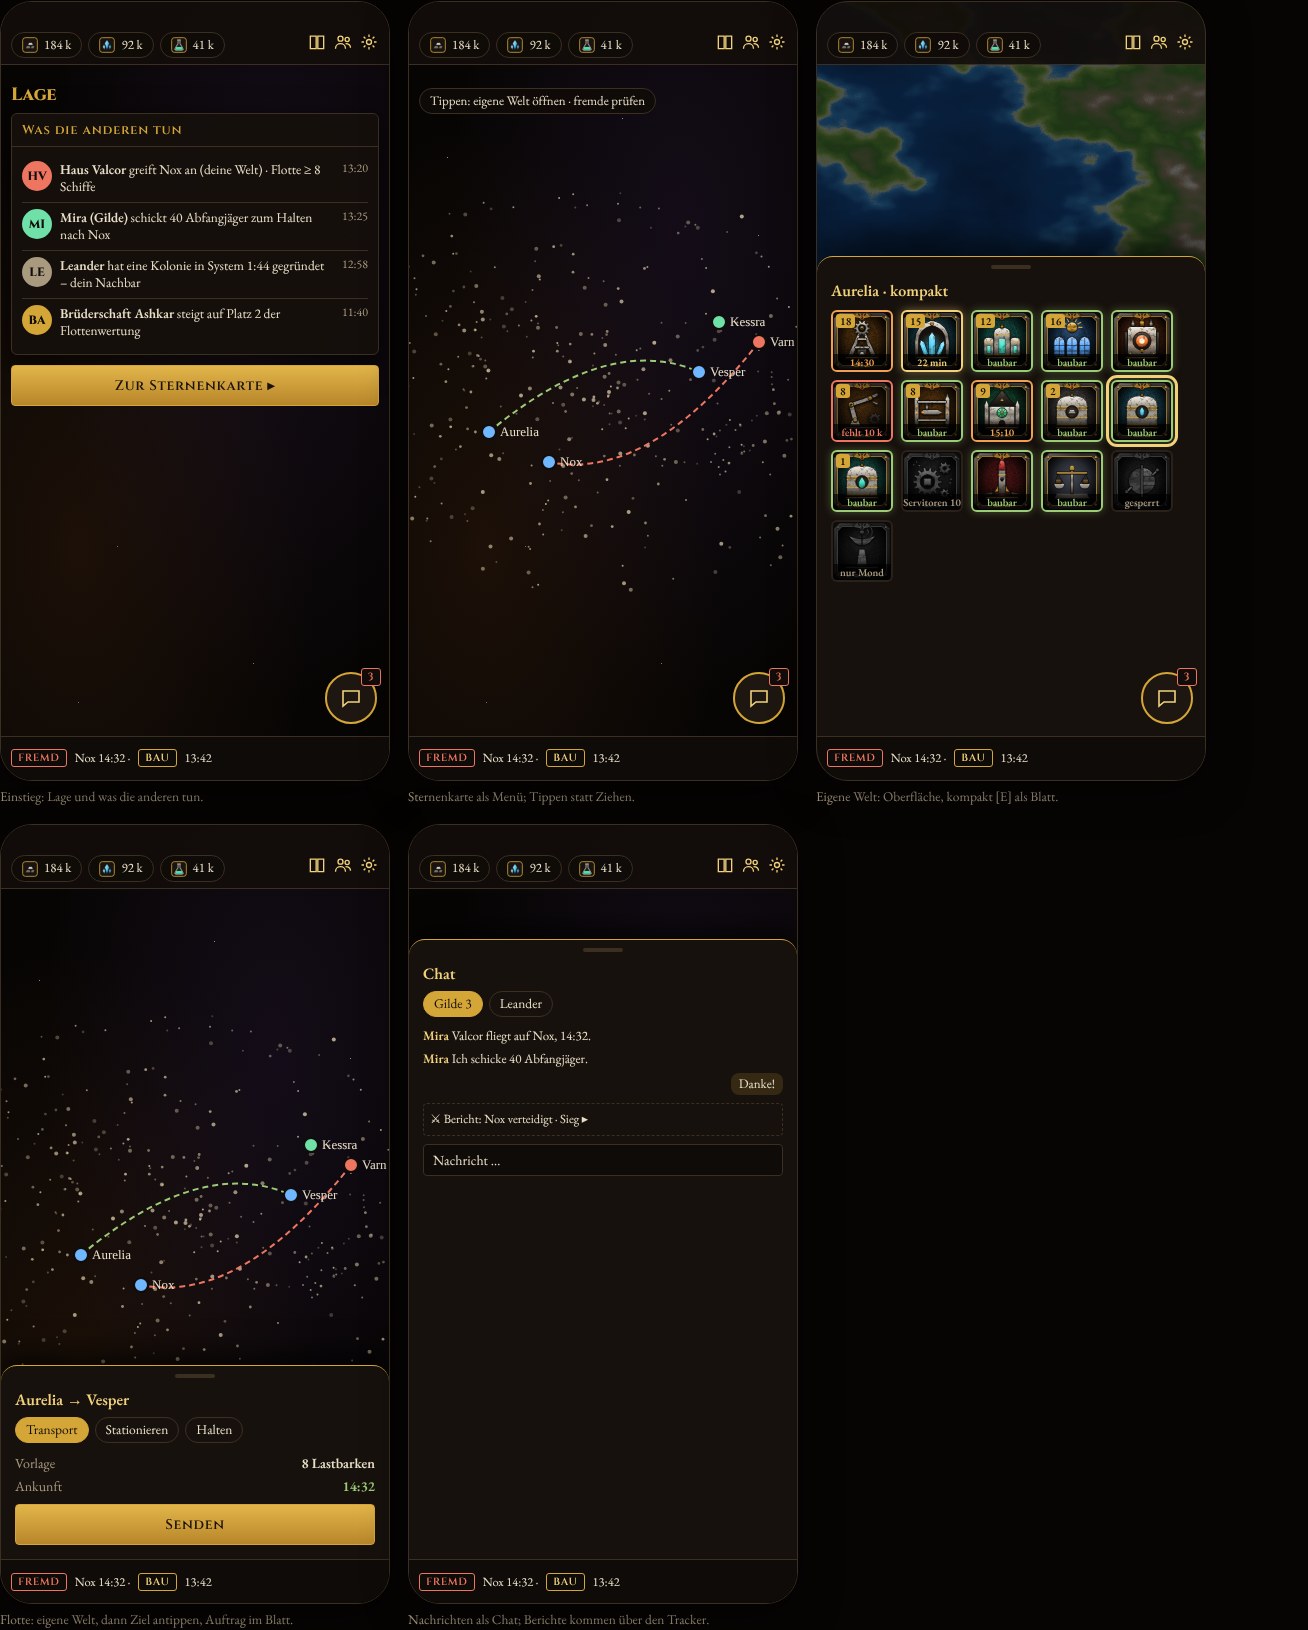 184 k 92 k 41 k
Lage
Was die anderen tun
HV Haus Valcor greift Nox an (deine Welt) · Flotte ≥ 8 13:20
Schiffe
MI Mira (Gilde) schickt 40 Abfangjäger zum Halten 13:25
nach Nox
LE Leander hat eine Kolonie in System 1:44 gegründet 12:58
– dein Nachbar
BA Brüderschaft Ashkar steigt auf Platz 2 der 11:40
Flottenwertung
Zur Sternenkarte ▸
3
FREMD Nox 14:32 · BAU 13:42
Einstieg: Lage und was die anderen tun.
184 k 92 k 41 k
Tippen: eigene Welt öffnen · fremde prüfen
Kessra
Varn
Vesper
Aurelia
Nox
3
FREMD Nox 14:32 · BAU 13:42
Sternenkarte als Menü; Tippen statt Ziehen.
184 k 92 k 41 k
Aurelia · kompakt
18 15 12 16
14:30 22 min baubar baubar baubar
8 8 9 2
fehlt 10 k baubar 15:10 baubar baubar
1
baubar Servitoren 10 baubar baubar gesperrt
nur Mond
3
FREMD Nox 14:32 · BAU 13:42
Eigene Welt: Oberfläche, kompakt [E] als Blatt.
184 k 92 k 41 k
Kessra
Varn
Vesper
Aurelia
Nox
Aurelia → Vesper
Transport Stationieren Halten
Vorlage 8 Lastbarken
Ankunft 14:32
Senden
FREMD Nox 14:32 · BAU 13:42
Flotte: eigene Welt, dann Ziel antippen, Auftrag im Blatt.
184 k 92 k 41 k
Chat
Gilde 3 Leander
Mira Valcor fliegt auf Nox, 14:32.
Mira Ich schicke 40 Abfangjäger.
Danke!
⚔ Bericht: Nox verteidigt · Sieg ▸
Nachricht ...
FREMD Nox 14:32 · BAU 13:42
Nachrichten als Chat; Berichte kommen über den Tracker.